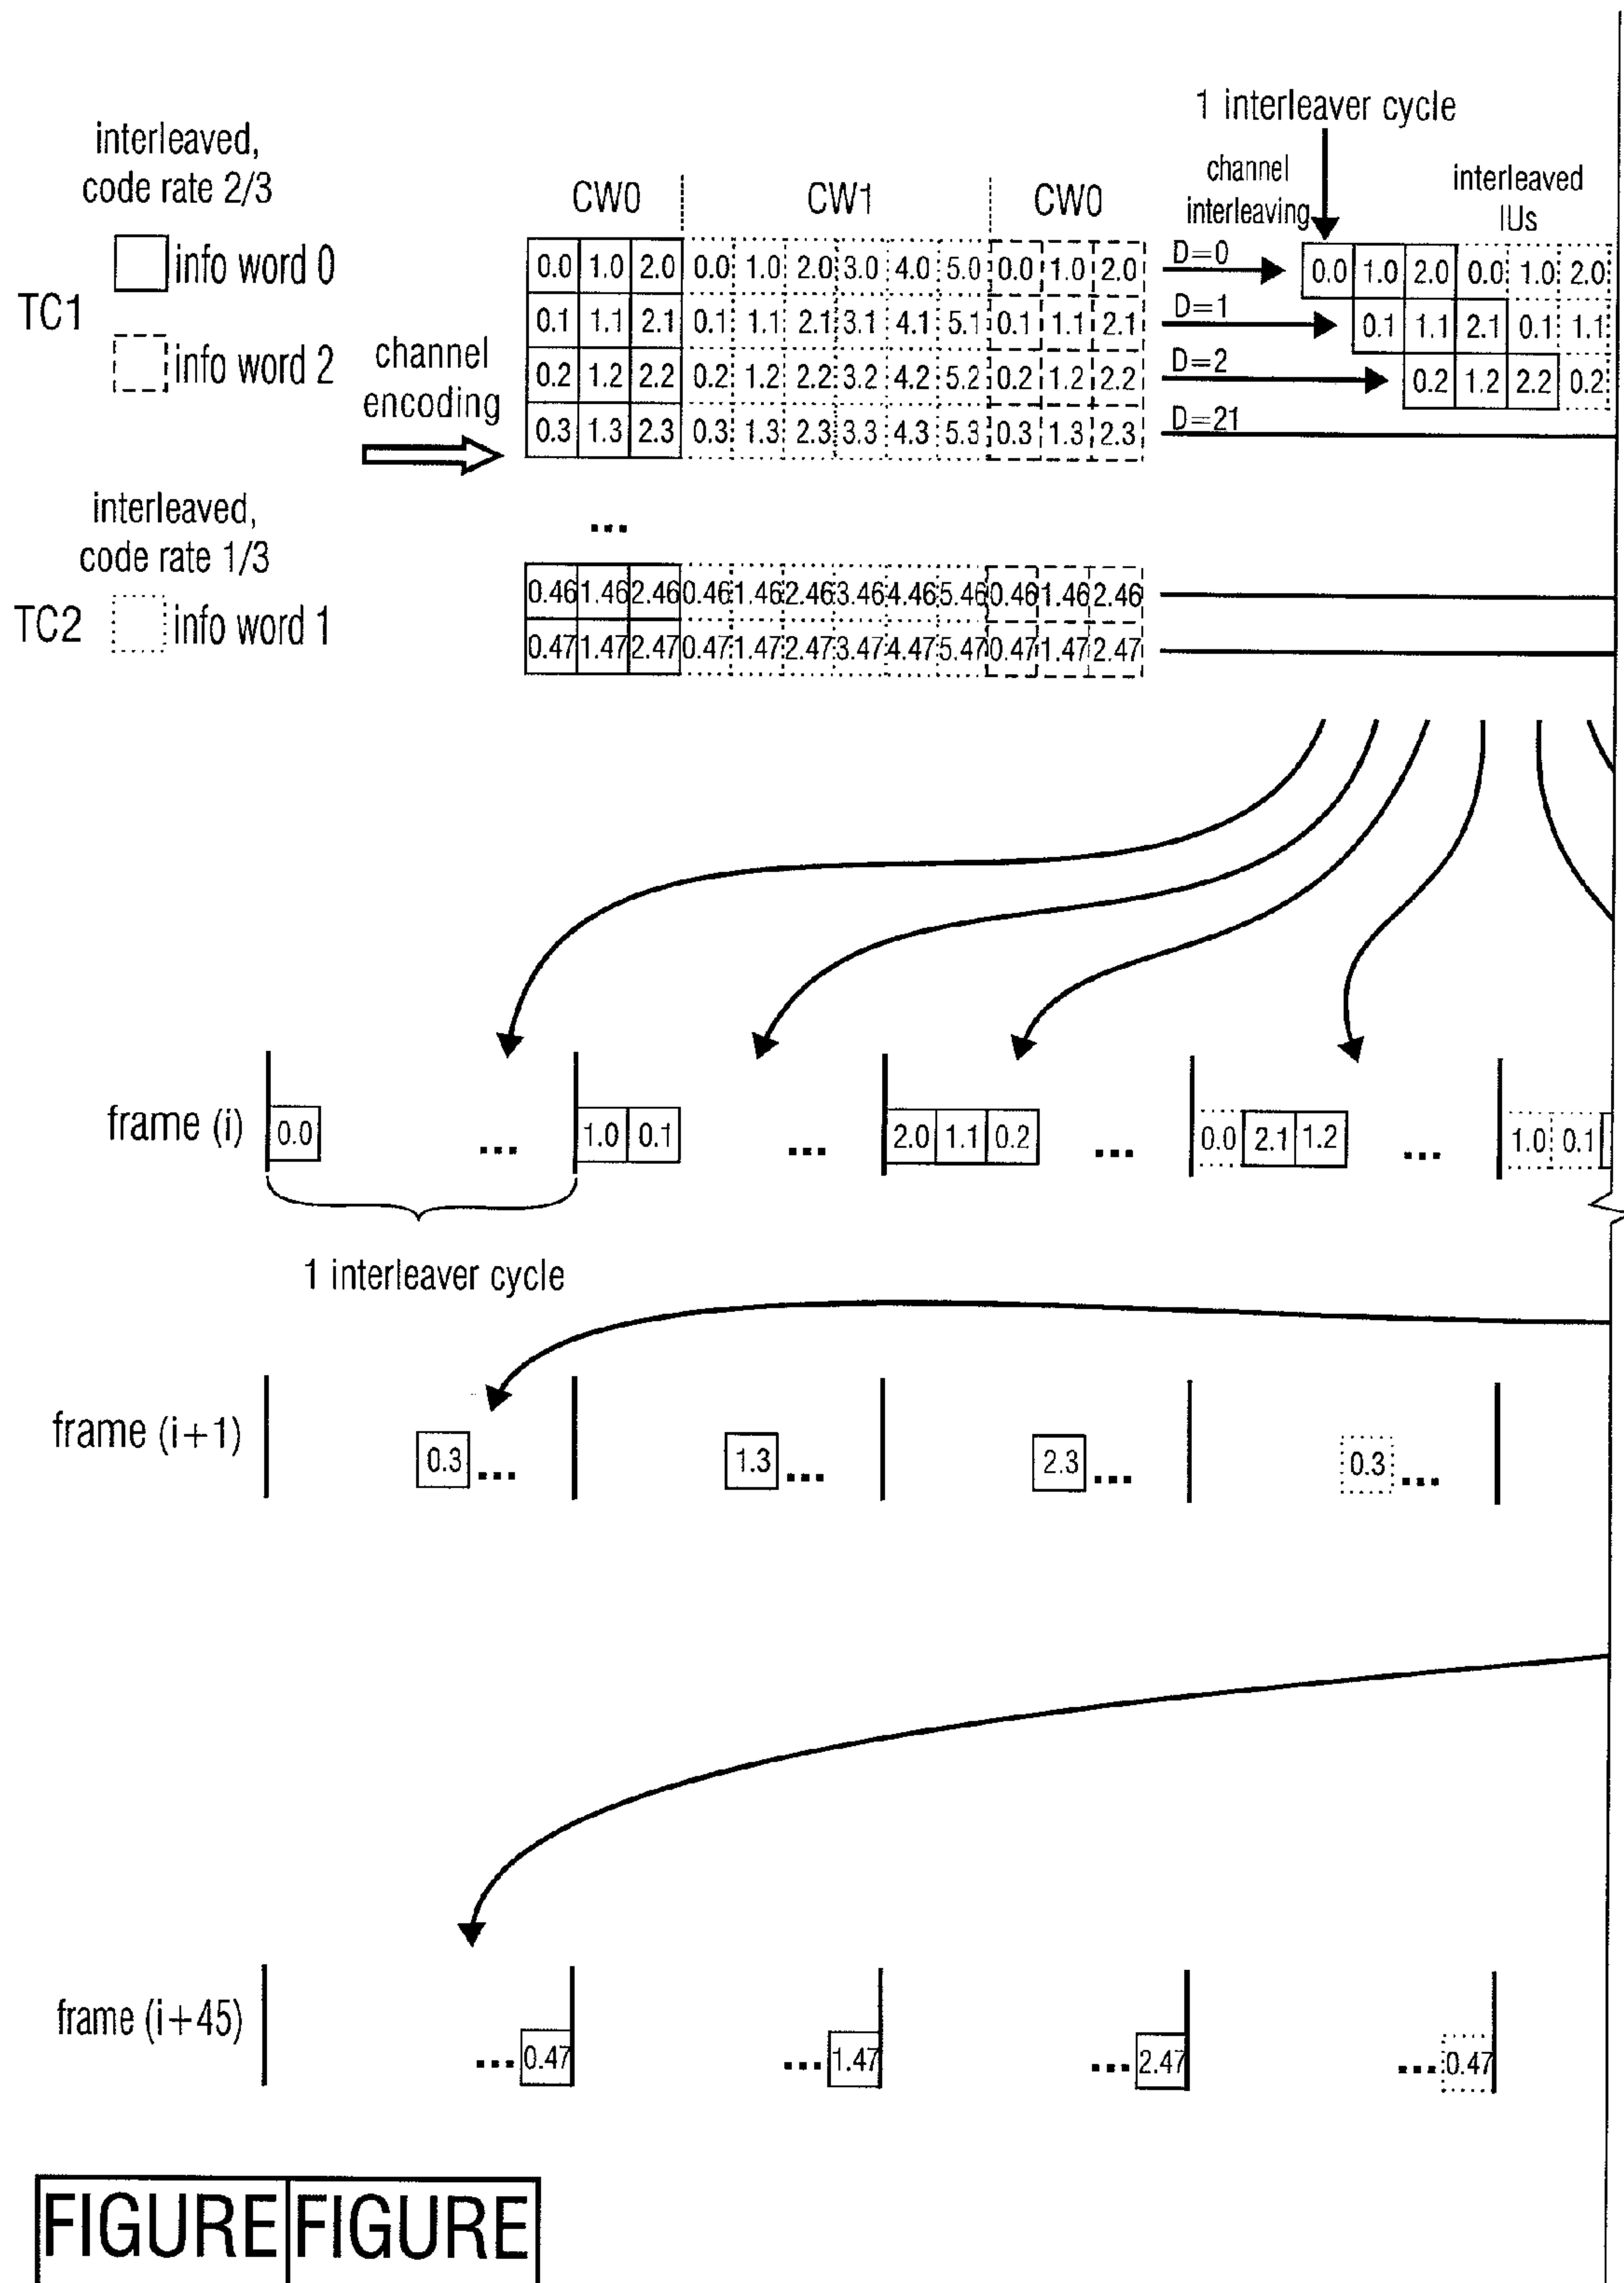 1 interleaver cycle
interleaved,
code rate 2/3
channel
interleaving
interleaved
IUs
CW0 CW1 CW0
TC1
info word 0
info word 2
channel
encoding
0.0 1.0 2.0 0.0 1.0 2.0 3.0 4.0 5.0 0.0 1.0 2.0 D=0 0.0 1.0 2.0 0.0 1.0 2.0
0.1 1.1 2.1 0.1 1.1 2.1 3.1 4.1 5.1 0.1 1.1 2.1 D=1 0.1 1.1 2.1 0.1 1.1
0.2 1.2 2.2 0.2 1.2 2.2 3.2 4.2 5.2 0.2 1.2 2.2 D=2 0.2 1.2 2.2 0.2
0.3 1.3 2.3 0.3 1.3 2.3 3.3 4.3 5.3 0.3 1.3 2.3 D=21
interleaved,
code rate 1/3
...
TC2
info word 1
0.46 1.46 2.46 0.46 1.46 2.46 3.46 4.46 5.46 0.46 1.46 2.46
0.47 1.47 2.47 0.47 1.47 2.47 3.47 4.47 5.47 0.47 1.47 2.47
frame (i) 0.0 ... 1.0 0.1 ... 2.0 1.1 0.2 ... 0.0 2.1 1.2 ... 1.0 0.1
1 interleaver cycle
frame (i+1) 0.3 ... 1.3 ... 2.3 ... 0.3 ...
frame (i+45) ... 0.47 ... 1.47 ... 2.47 ... 0.47
FIGURE FIGURE